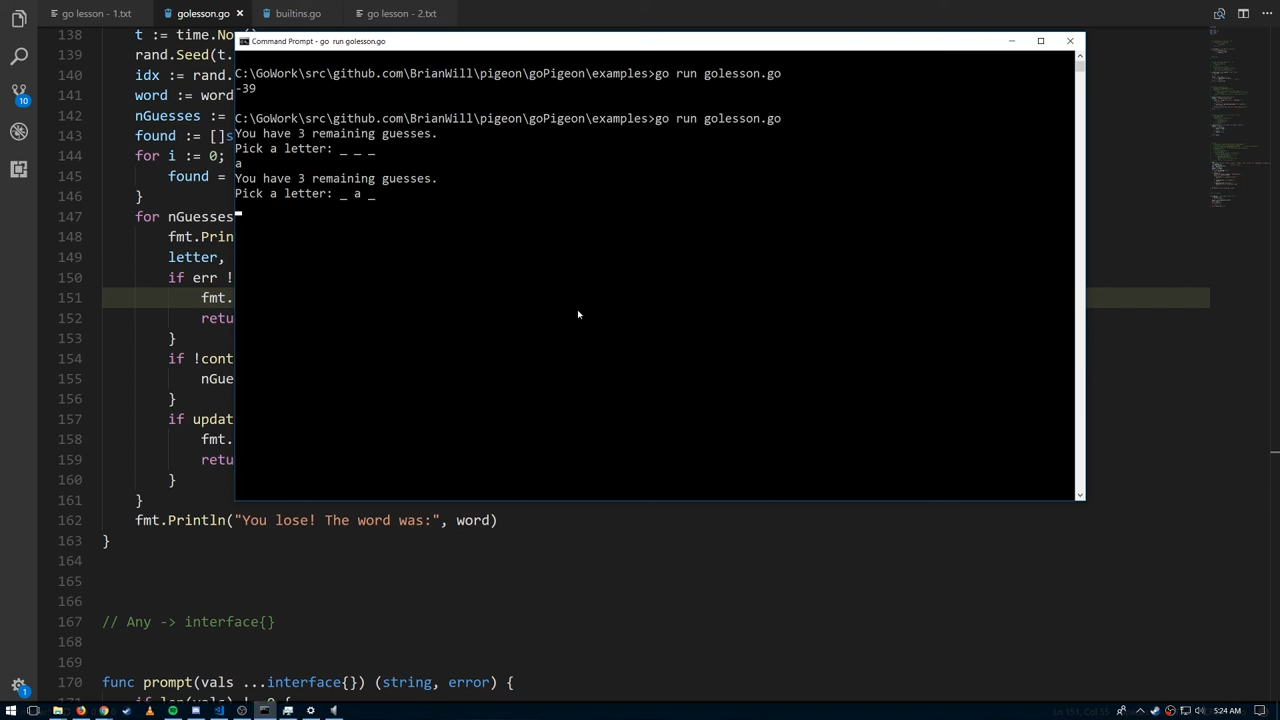 go lesson - 1.txt
golesson.go
builtins.go
go lesson - 2.txt
Command Prompt - go  run golesson.go
C:\GoWork\src\github.com\BrianWill\pigeon\goPigeon\examples>go run golesson.go
-39
C:\GoWork\src\github.com\BrianWill\pigeon\goPigeon\examples>go run golesson.go
You have 3 remaining guesses.
Pick a letter: _ _ _
a
You have 3 remaining guesses.
Pick a letter: _ a _
138 t := time.No
139 rand.Seed(t.
140 idx := rand.
141 word := word
142 nGuesses :=
143 found := []s
144 for i := 0;
145 found =
146 }
147 for nGuesses
148 fmt.Prin
149 letter,
150 if err !
151 fmt.
152 retu
153 }
154 if !cont
155 nGue
156 }
157 if updat
158 fmt.
159 retu
160 }
161 }
162 fmt.Println("You lose! The word was:", word)
163 }
164
165
166
167 // Any -> interface{}
168
169
170 func prompt(vals ...interface{}) (string, error) {
10
1
Ln 151, Col 55
5:24 AM